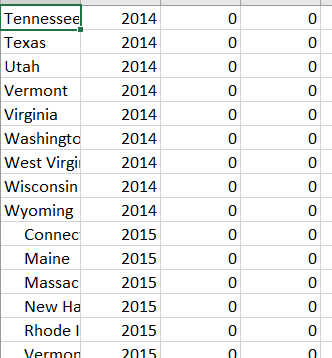 Tennessee 2014 0 0
Texas 2014 0 0
Utah 2014 0 0
Vermont 2014 0 0
Virginia 2014 0 0
Washingto 2014 0 0
West Virgi 2014 0 0
Wisconsin 2014 0 0
Wyoming 2014 0 0
Connec 2015 0 0
Maine 2015 0 0
Massac 2015 0 0
New Ha 2015 0 0
Rhode I 2015 0 0
Vermon 2015 0 0